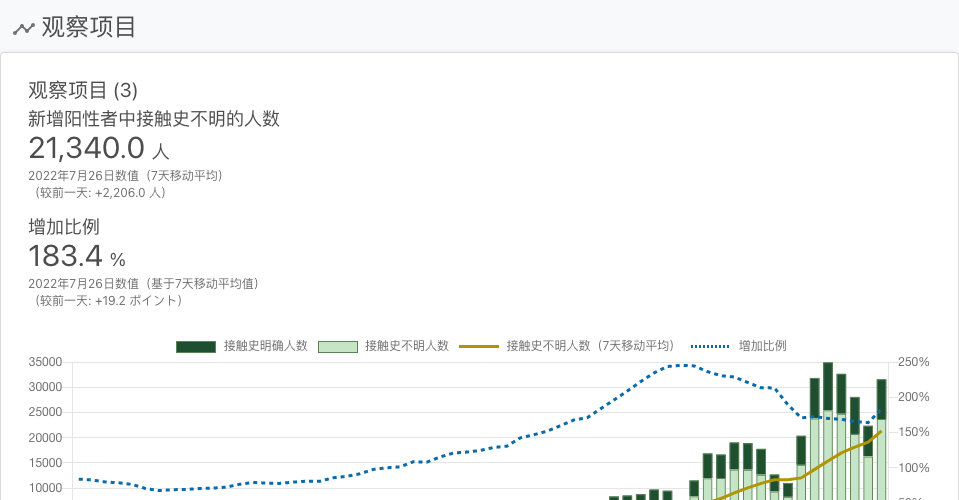 观察项目
观察项目 (3)
新增阳性者中接触史不明的人数
21,340.0 人
2022年7月26日数值（7天移动平均）
（较前一天: +2,206.0 人）
增加比例
183.4 %
2022年7月26日数值（基于7天移动平均值）
（较前一天: +19.2 ポイント）
接触史明确人数 接触史不明人数 接触史不明人数（7天移动平均） 增加比例
35000 250%
30000
25000 200%
20000 150%
15000 100%
10000